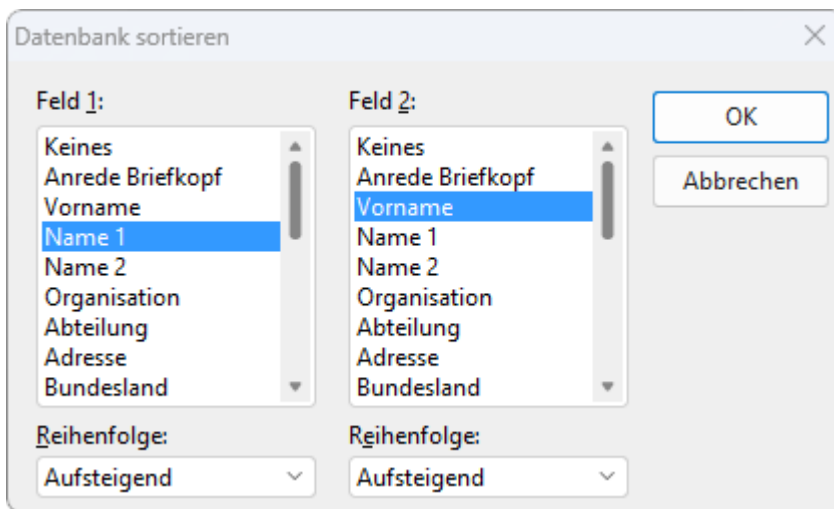 Datenbank sortieren
Feld 1:
Keines
Anrede Briefkopf
Vorname
Name 1
Name 2
Organisation
Abteilung
Adresse
Bundesland
Reihenfolge:
Aufsteigend
Feld 2:
Keines
Anrede Briefkopf
Vorname
Name 1
Name 2
Organisation
Abteilung
Adresse
Bundesland
Reihenfolge:
Aufsteigend
OK
Abbrechen